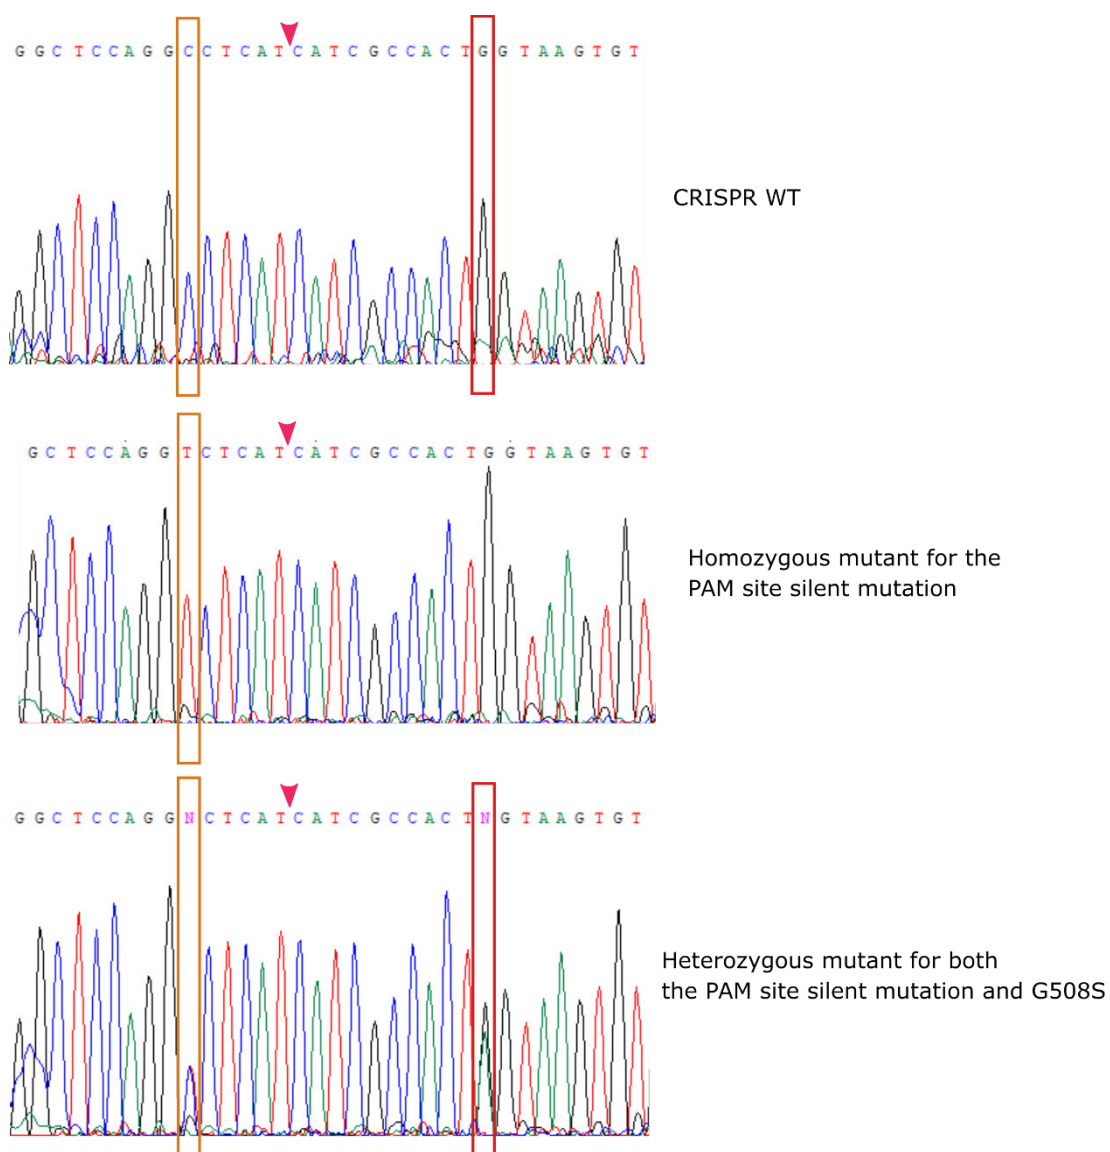 G G C T C C A G G C C T C A T C A T C G C C A C T G G T A A G T G T
CRISPR WT
G C T C C A G G T C T C A T C A T C G C C A C T G G T A A G T G T
Homozygous mutant for the
PAM site silent mutation
G G C T C C A G G N C T C A T C A T C G C C A C T N G T A A G T G T
Heterozygous mutant for both
the PAM site silent mutation and G508S